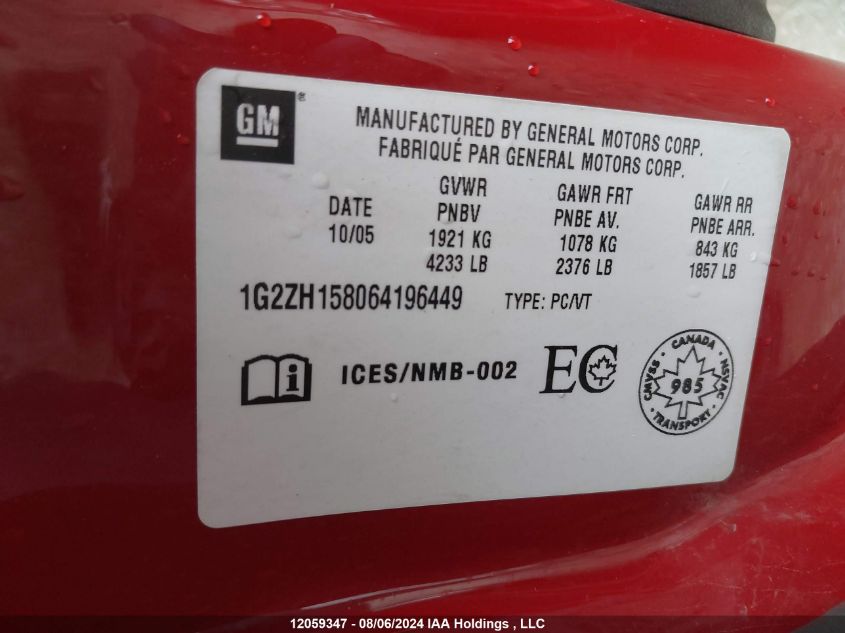 GM ®
MANUFACTURED BY GENERAL MOTORS CORP.
FABRIQUÉ PAR GENERAL MOTORS CORP.
DATE
10/05
GVWR
PNBV
1921 KG
4233 LB
GAWR FRT
PNBE AV.
1078 KG
2376 LB
GAWR RR
PNBE ARR.
843 KG
1857 LB
1G2ZH158064196449 TYPE: PC/VT
i ICES/NMB-002 EC
CANADA
CMVSS 985 NSVAC
TRANSPORT
12059347 - 08/06/2024 IAA Holdings , LLC